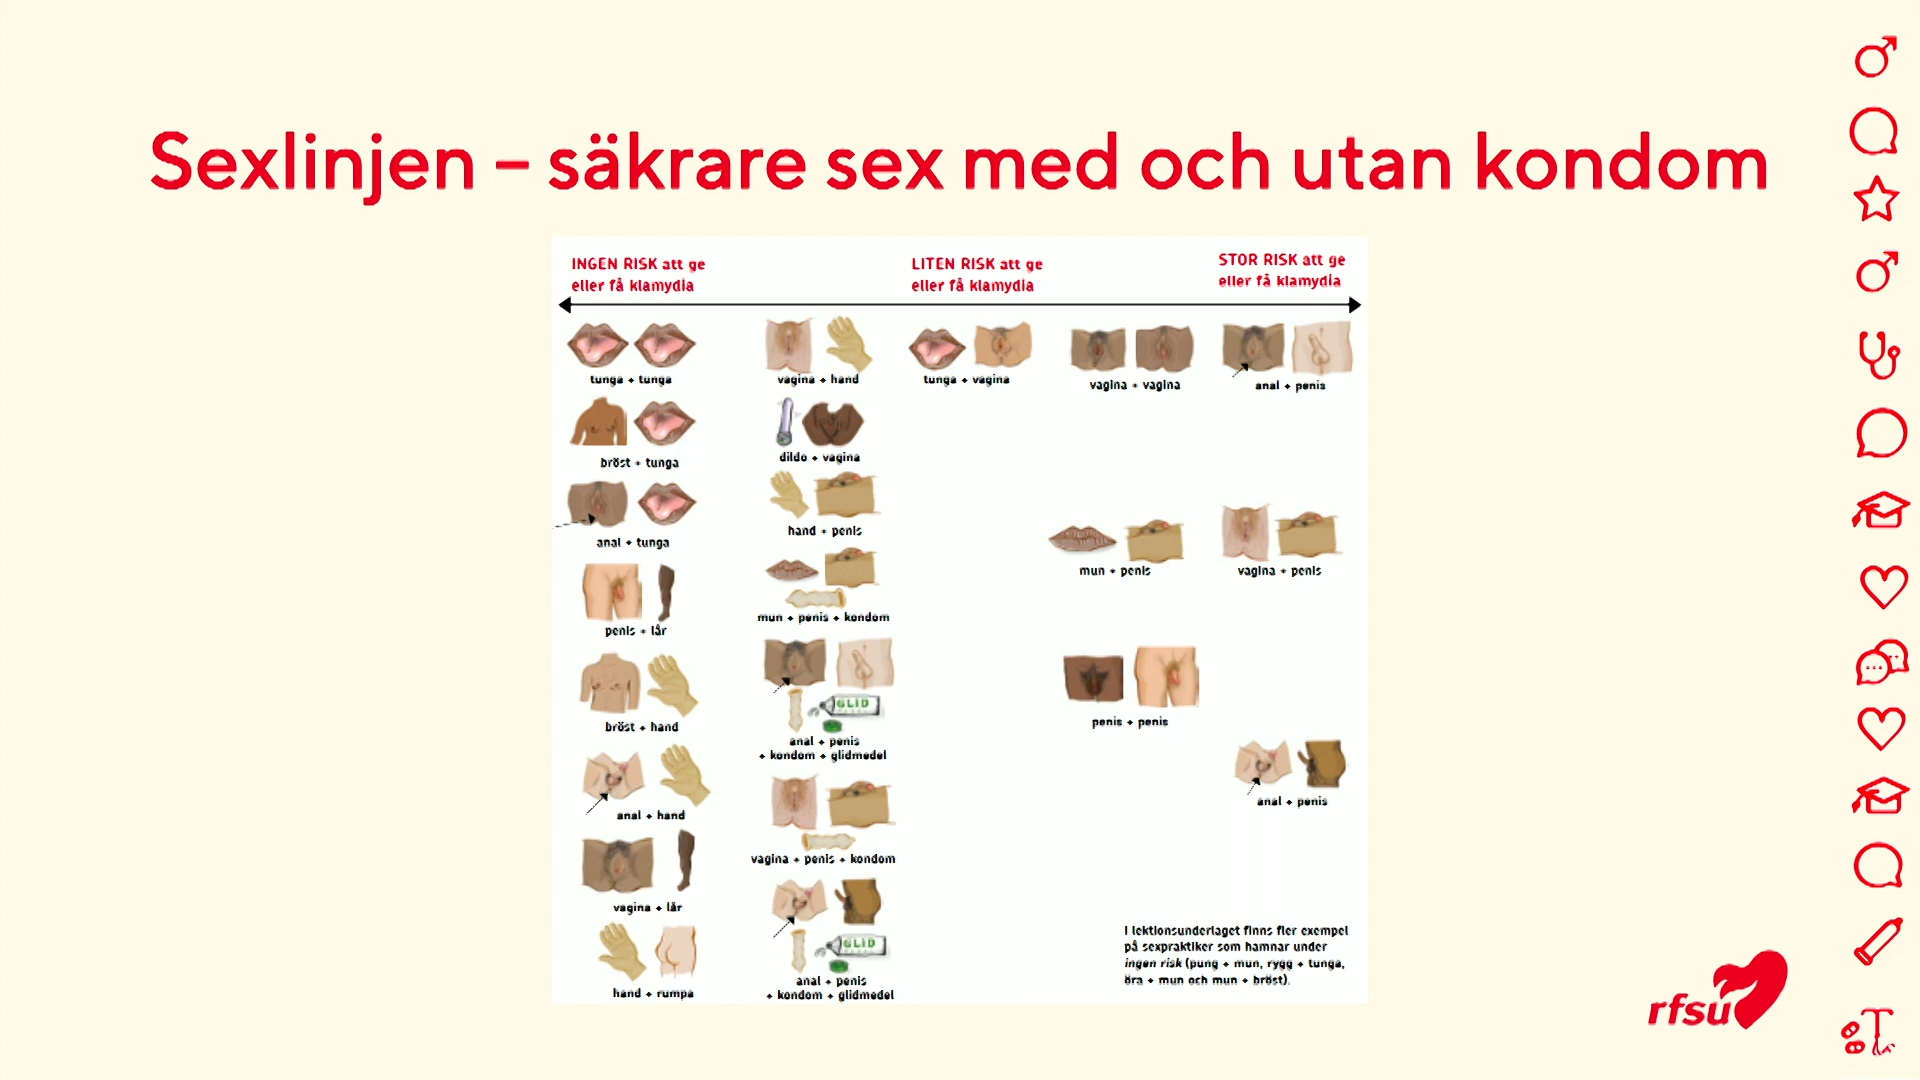 Sexlinjen – säkrare sex med och utan kondom
INGEN RISK att ge
eller få klamydia
LITEN RISK att ge
eller få klamydia
STOR RISK att ge
eller få klamydia
tunga + tunga
vagina + hand
tunga + vagina
vagina + vagina
anal + penis
bröst + tunga
dildo + vagina
anal + tunga
hand + penis
mun + penis
vagina + penis
penis + lår
mun + penis + kondom
bröst + hand
GLID
anal + penis
+ kondom + glidmedel
penis + penis
anal + hand
anal + penis
vagina + penis + kondom
vagina + lår
GLID
hand + rumpa
anal + penis
+ kondom + glidmedel
I lektionsunderlaget finns fler exempel
på sexpraktiker som hamnar under
ingen risk (pung + mun, rygg + tunga,
öra + mun och mun + bröst).
rfsu